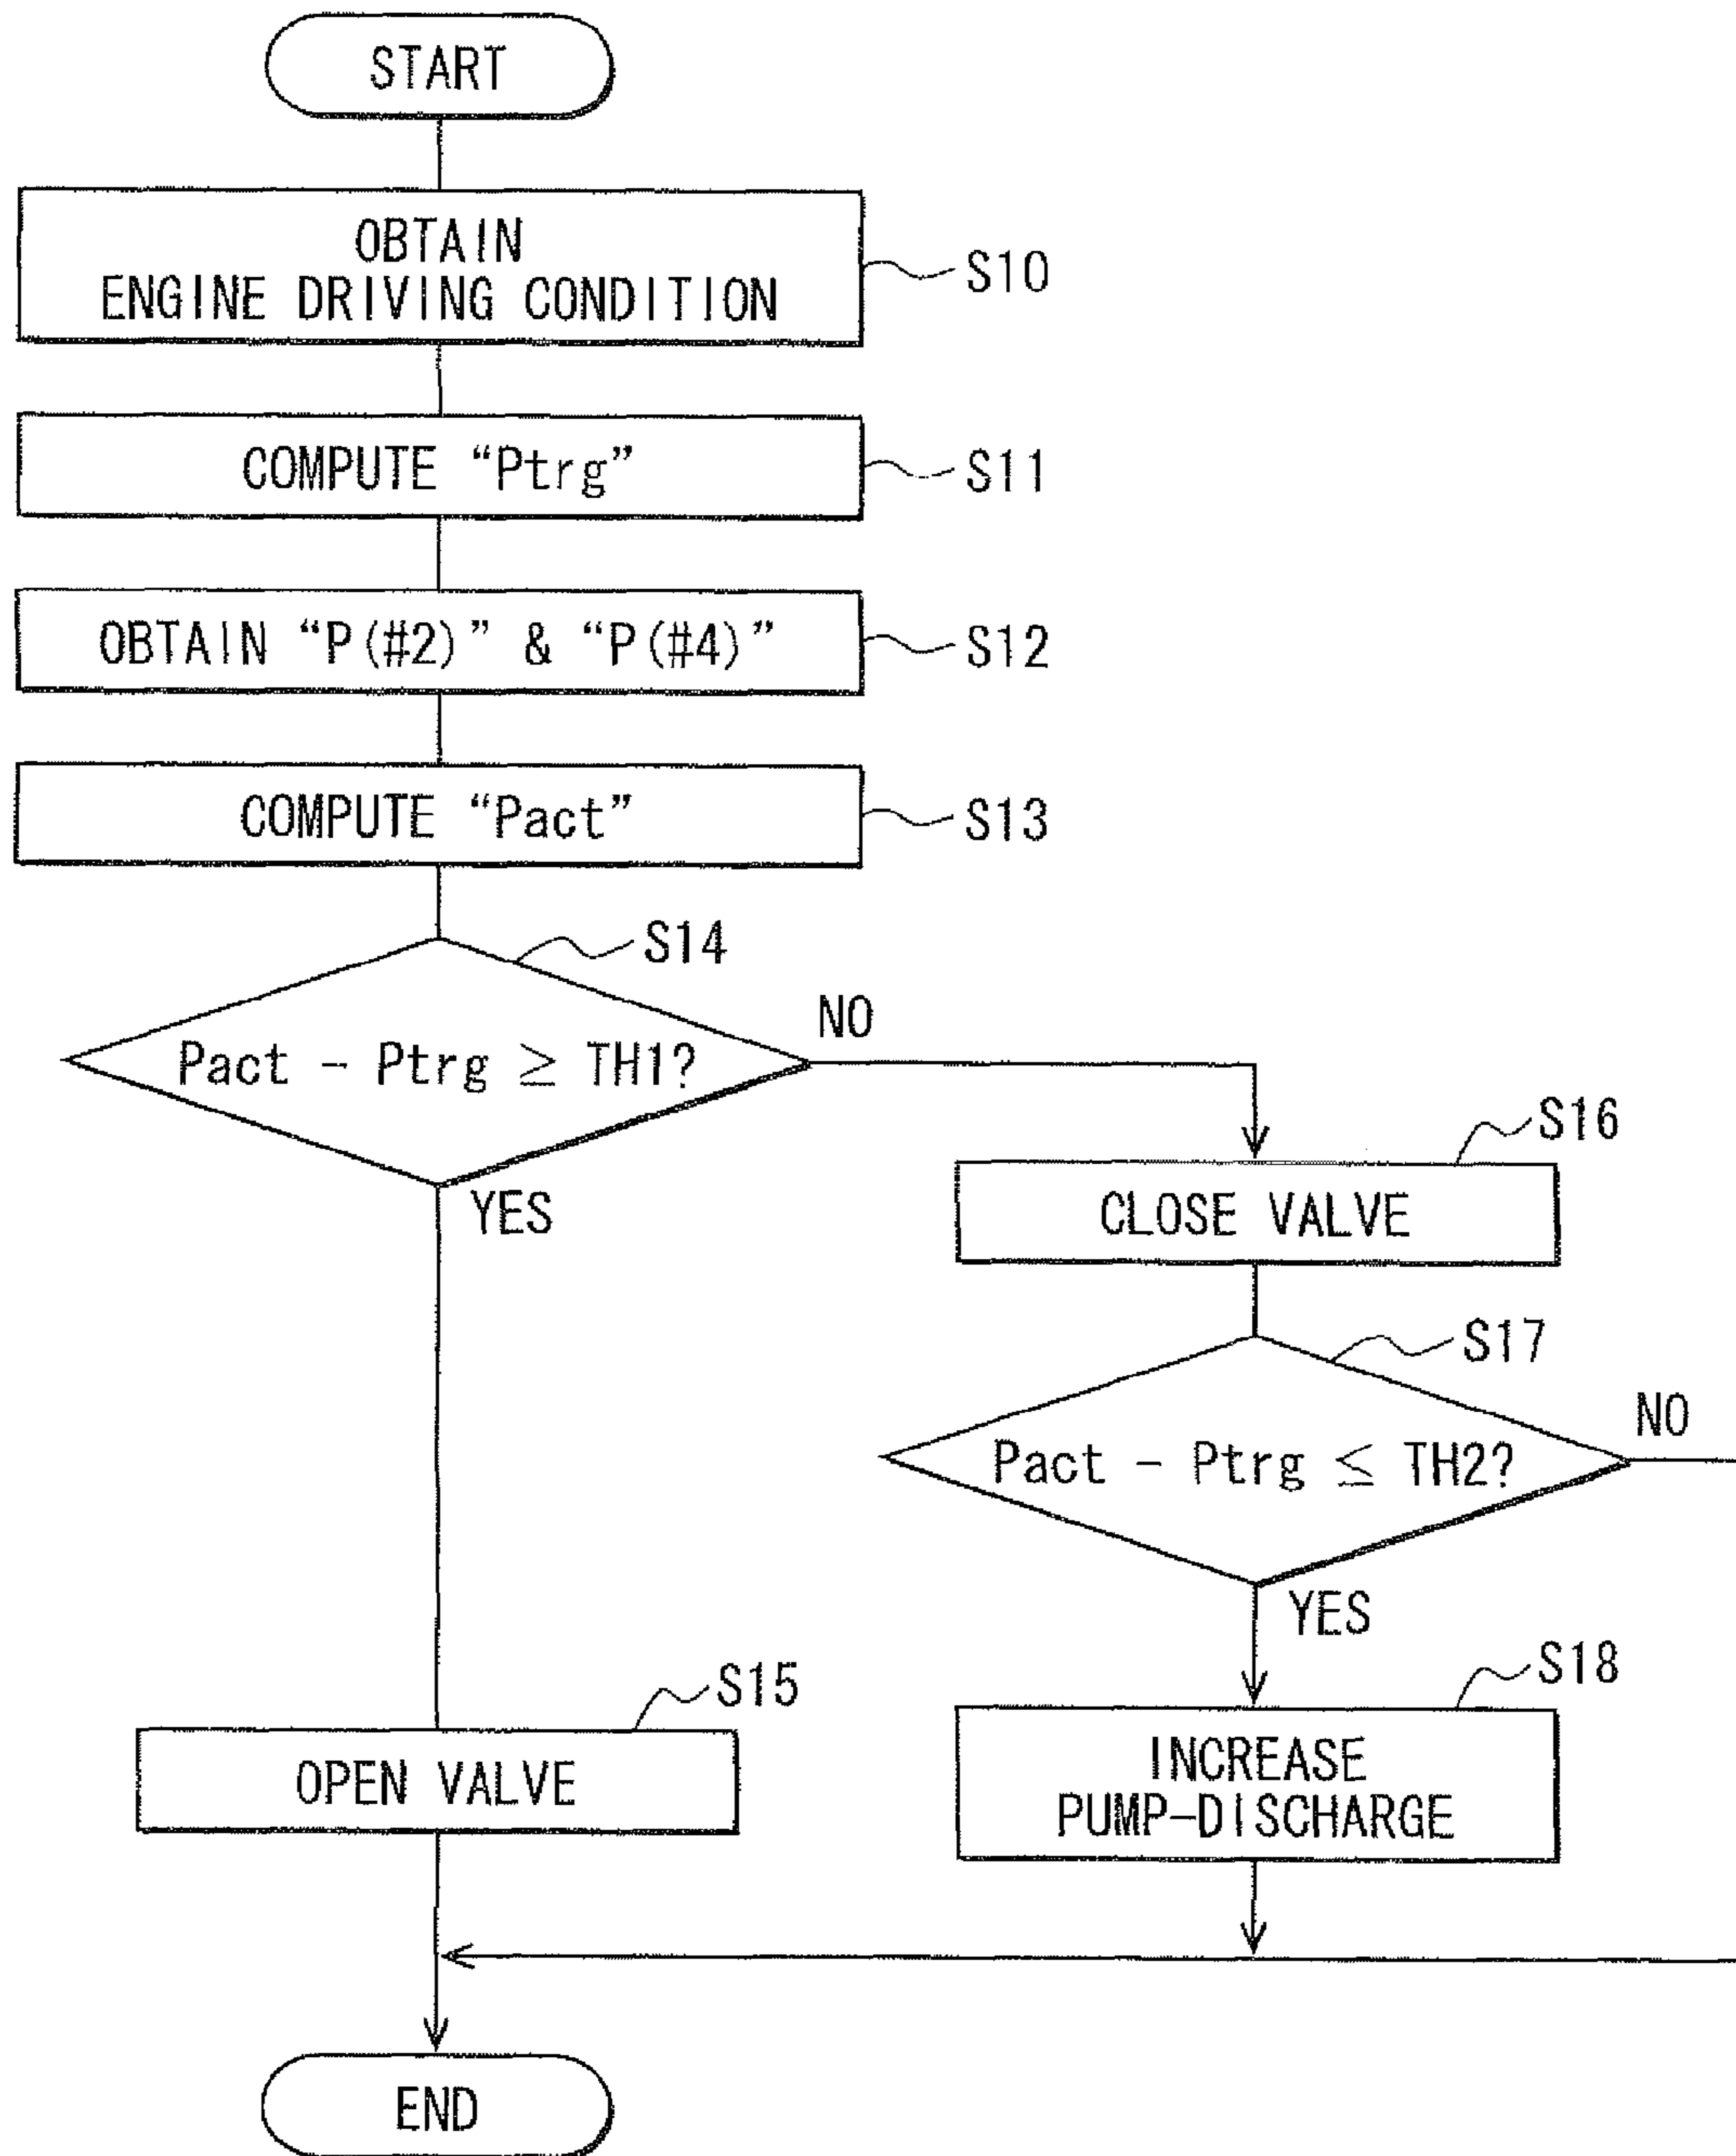 START
OBTAIN
ENGINE DRIVING CONDITION
S10
COMPUTE “Ptrg”
S11
OBTAIN “P(#2)” & “P(#4)”
S12
COMPUTE “Pact”
S13
S14
Pact - Ptrg ≥ TH1?
NO
YES
S16
CLOSE VALVE
S17
Pact - Ptrg ≤ TH2?
NO
YES
S15
OPEN VALVE
S18
INCREASE
PUMP-DISCHARGE
END